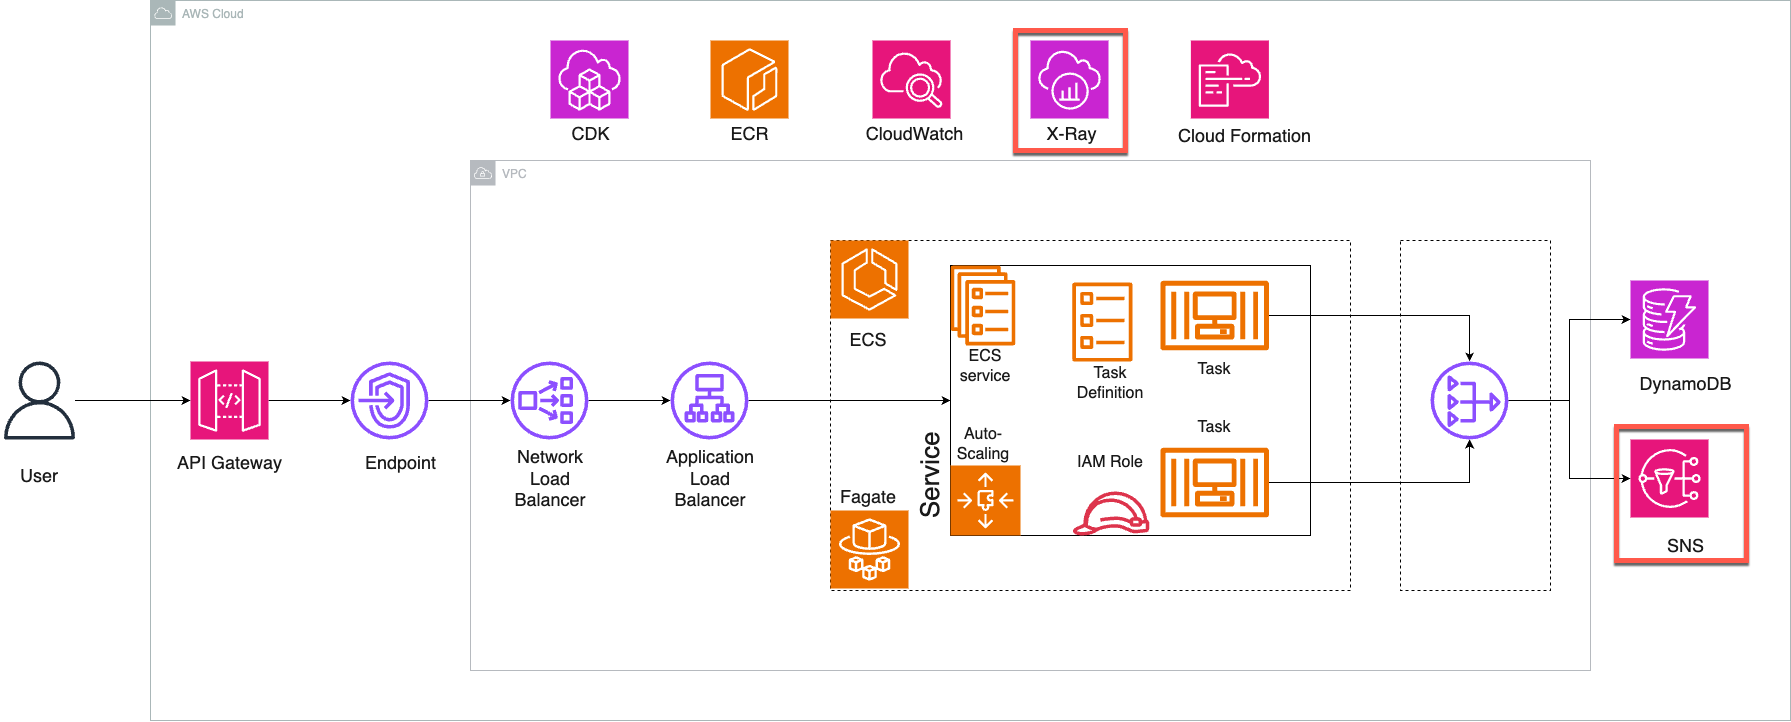 AWS Cloud
CDK
ECR
CloudWatch
X-Ray
Cloud Formation
VPC
ECS
ECS
service
Task
Definition
Task
Task
Auto-
Scaling
IAM Role
Service
Fagate
User
API Gateway
Endpoint
Network
Load
Balancer
Application
Load
Balancer
DynamoDB
SNS